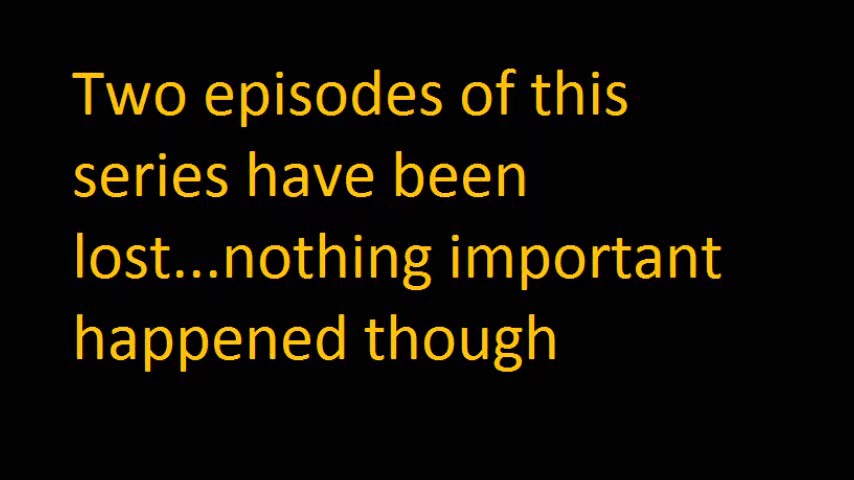 Two episodes of this
series have been
lost...nothing important
happened though